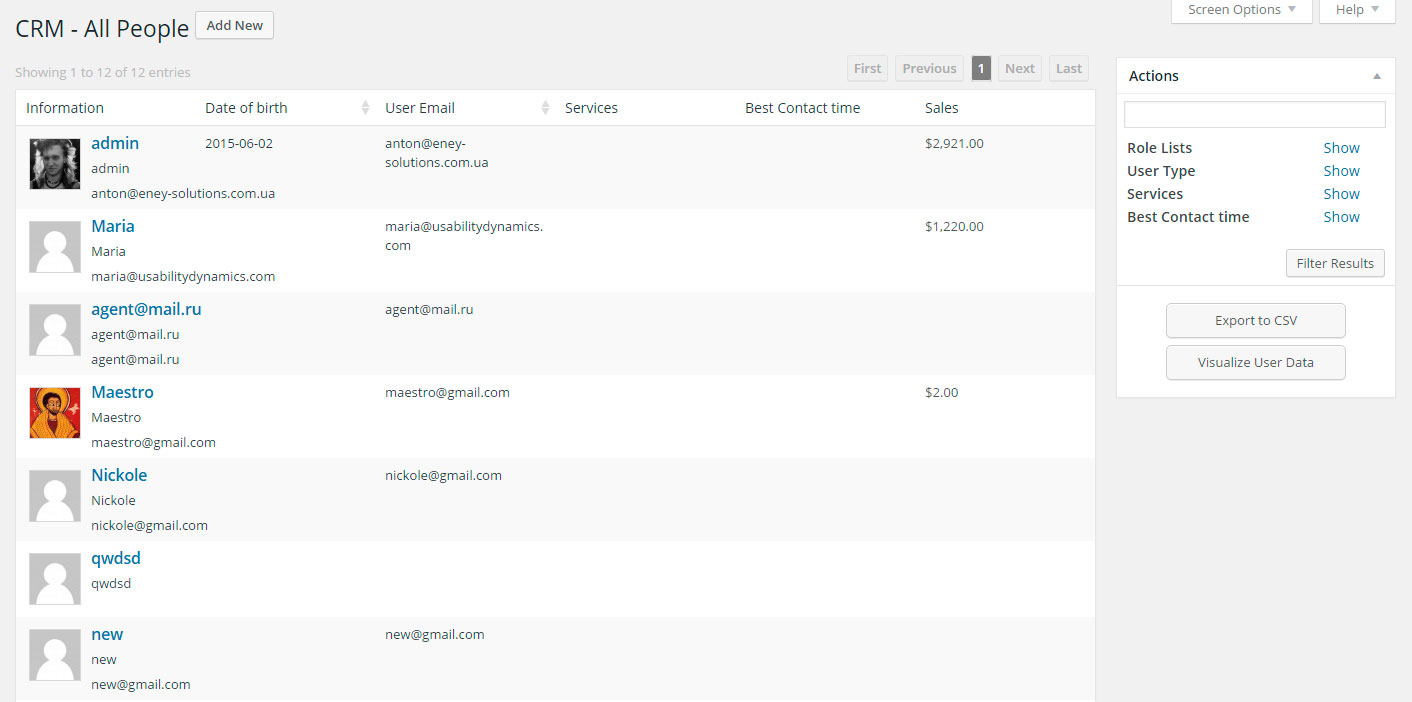 CRM - All People Add New
Screen Options Help
Showing 1 to 12 of 12 entries
First Previous 1 Next Last
Information Date of birth User Email Services Best Contact time Sales
admin 2015-06-02 anton@eney- $2,921.00
solutions.com.ua
admin
anton@eney-solutions.com.ua
Maria maria@usabilitydynamics. $1,220.00
com
Maria
maria@usabilitydynamics.com
agent@mail.ru agent@mail.ru
agent@mail.ru
agent@mail.ru
Maestro maestro@gmail.com $2.00
Maestro
maestro@gmail.com
Nickole nickole@gmail.com
Nickole
nickole@gmail.com
qwdsd
qwdsd
new new@gmail.com
new
new@gmail.com
Actions
Role Lists Show
User Type Show
Services Show
Best Contact time Show
Filter Results
Export to CSV
Visualize User Data